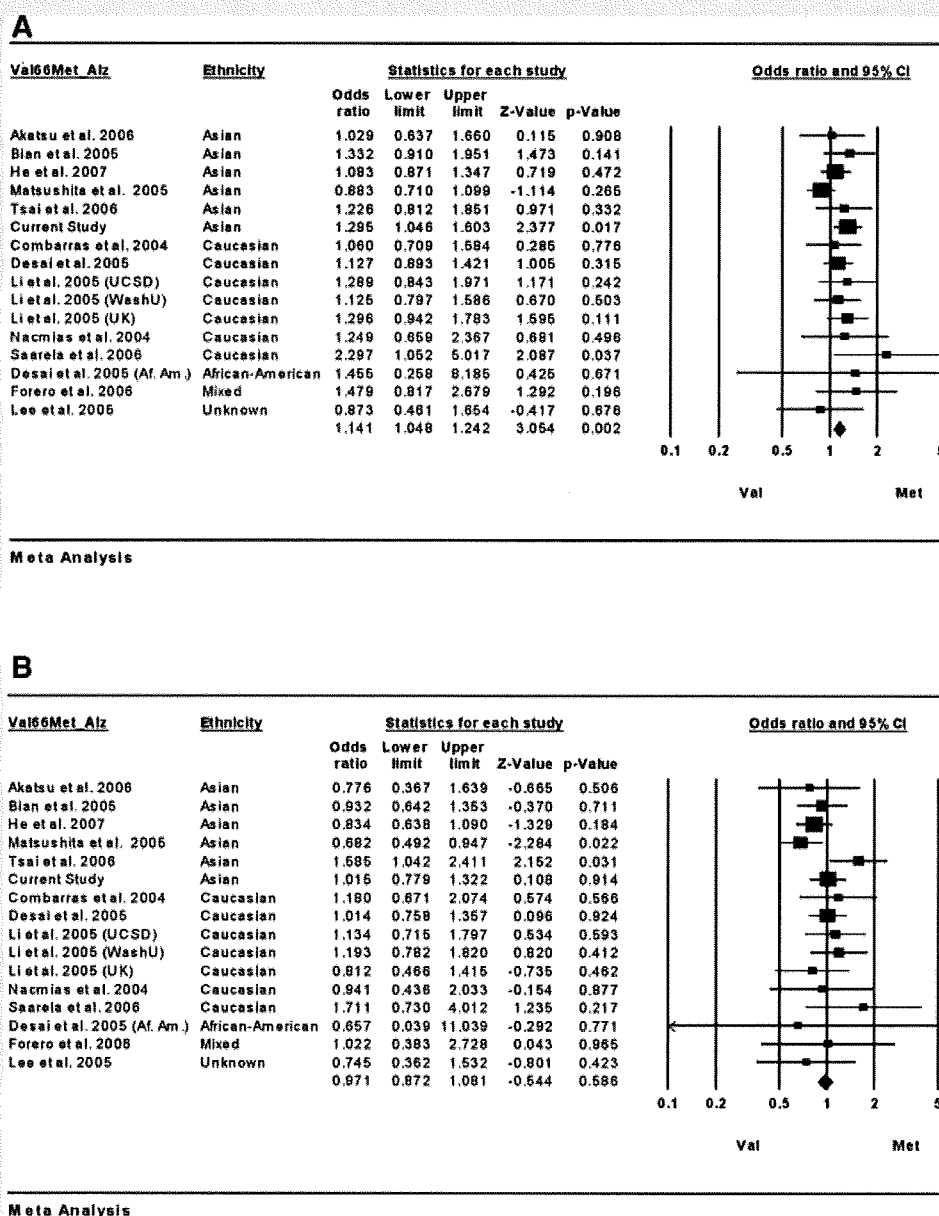 A
Val66Met_Alz Ethnicity Statistics for each study Odds ratio and 95% CI
Odds Lower Upper
ratio limit limit Z-Value p-Value
Akatsu et al. 2006 Asian 1.029 0.637 1.660 0.115 0.908
Bian et al. 2005 Asian 1.332 0.910 1.951 1.473 0.141
He et al. 2007 Asian 1.083 0.871 1.347 0.719 0.472
Matsushita et al. 2005 Asian 0.883 0.710 1.099 -1.114 0.265
Tsai et al. 2006 Asian 1.226 0.812 1.851 0.971 0.332
Current Study Asian 1.295 1.046 1.603 2.377 0.017
Combarras et al. 2004 Caucasian 1.060 0.709 1.584 0.285 0.776
Desai et al. 2005 Caucasian 1.127 0.893 1.421 1.005 0.315
Li et al. 2005 (UCSD) Caucasian 1.289 0.843 1.971 1.171 0.242
Li et al. 2005 (WashU) Caucasian 1.125 0.797 1.586 0.670 0.503
Li et al. 2005 (UK) Caucasian 1.296 0.942 1.783 1.595 0.111
Nacmias et al. 2004 Caucasian 1.249 0.659 2.367 0.681 0.496
Saarela et al. 2006 Caucasian 2.297 1.052 5.017 2.087 0.037
Desai et al. 2005 (Af. Am.) African-American 1.455 0.258 8.185 0.425 0.671
Forero et al. 2006 Mixed 1.479 0.817 2.679 1.292 0.196
Lee et al. 2005 Unknown 0.873 0.461 1.654 -0.417 0.676
1.141 1.048 1.242 3.054 0.002
0.1 0.2 0.5 1 2 5
Val Met
Meta Analysis
B
Val66Met_Alz Ethnicity Statistics for each study Odds ratio and 95% CI
Odds Lower Upper
ratio limit limit Z-Value p-Value
Akatsu et al. 2006 Asian 0.776 0.367 1.639 -0.665 0.506
Bian et al. 2005 Asian 0.932 0.642 1.353 -0.370 0.711
He et al. 2007 Asian 0.834 0.638 1.090 -1.329 0.184
Matsushita et al. 2005 Asian 0.682 0.492 0.947 -2.284 0.022
Tsai et al. 2006 Asian 1.585 1.042 2.411 2.152 0.031
Current Study Asian 1.015 0.779 1.322 0.108 0.914
Combarras et al. 2004 Caucasian 1.180 0.671 2.074 0.574 0.566
Desai et al. 2005 Caucasian 1.014 0.758 1.357 0.096 0.924
Li et al. 2005 (UCSD) Caucasian 1.134 0.715 1.797 0.534 0.593
Li et al. 2005 (WashU) Caucasian 1.193 0.782 1.820 0.820 0.412
Li et al. 2005 (UK) Caucasian 0.812 0.466 1.415 -0.735 0.462
Nacmias et al. 2004 Caucasian 0.941 0.436 2.033 -0.154 0.877
Saarela et al. 2006 Caucasian 1.711 0.730 4.012 1.235 0.217
Desai et al. 2005 (Af. Am.) African-American 0.657 0.039 11.039 -0.292 0.771
Forero et al. 2006 Mixed 1.022 0.383 2.728 0.043 0.965
Lee et al. 2005 Unknown 0.745 0.362 1.532 -0.801 0.423
0.971 0.872 1.081 -0.544 0.586
0.1 0.2 0.5 1 2 5
Val Met
Meta Analysis